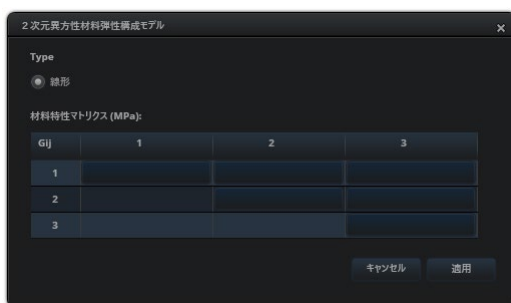 2次元異方性材料弾性構成モデル
Type
線形
材料特性マトリクス (MPa):
Gij 1 2 3
1
2
3
キャンセル 適用